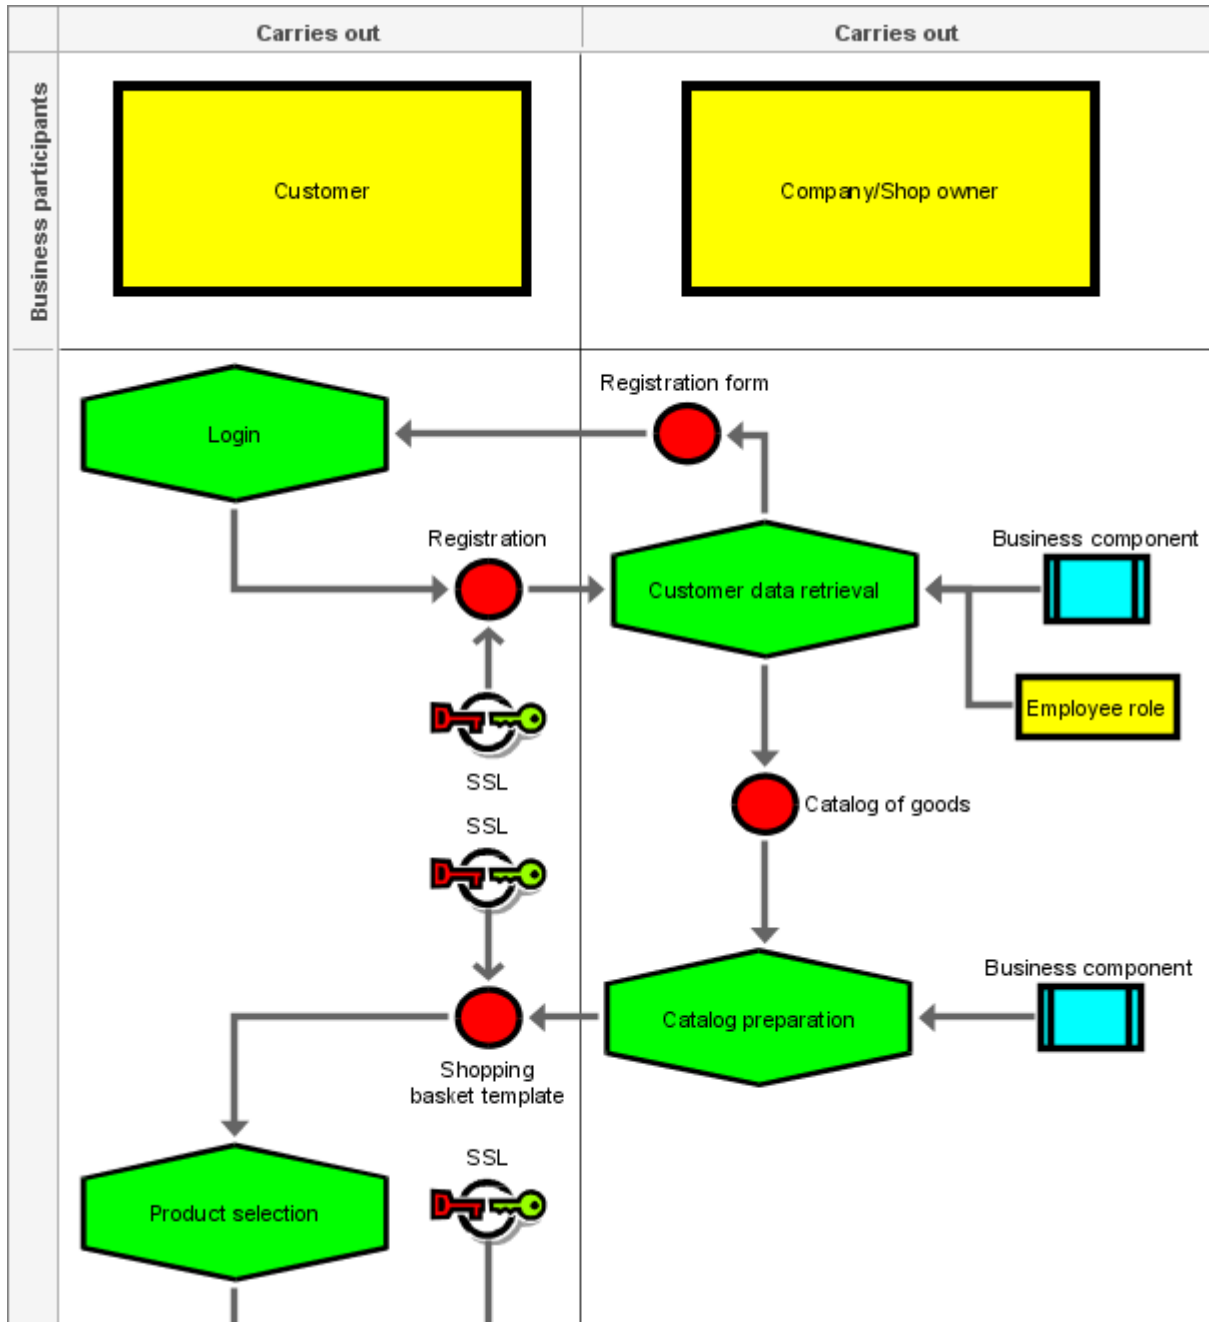 Carries out
Carries out
Business participants
Customer
Company/Shop owner
Registration form
Login
Registration
Business component
Customer data retrieval
Employee role
SSL
Catalog of goods
SSL
Business component
Catalog preparation
Shopping
basket template
SSL
Product selection